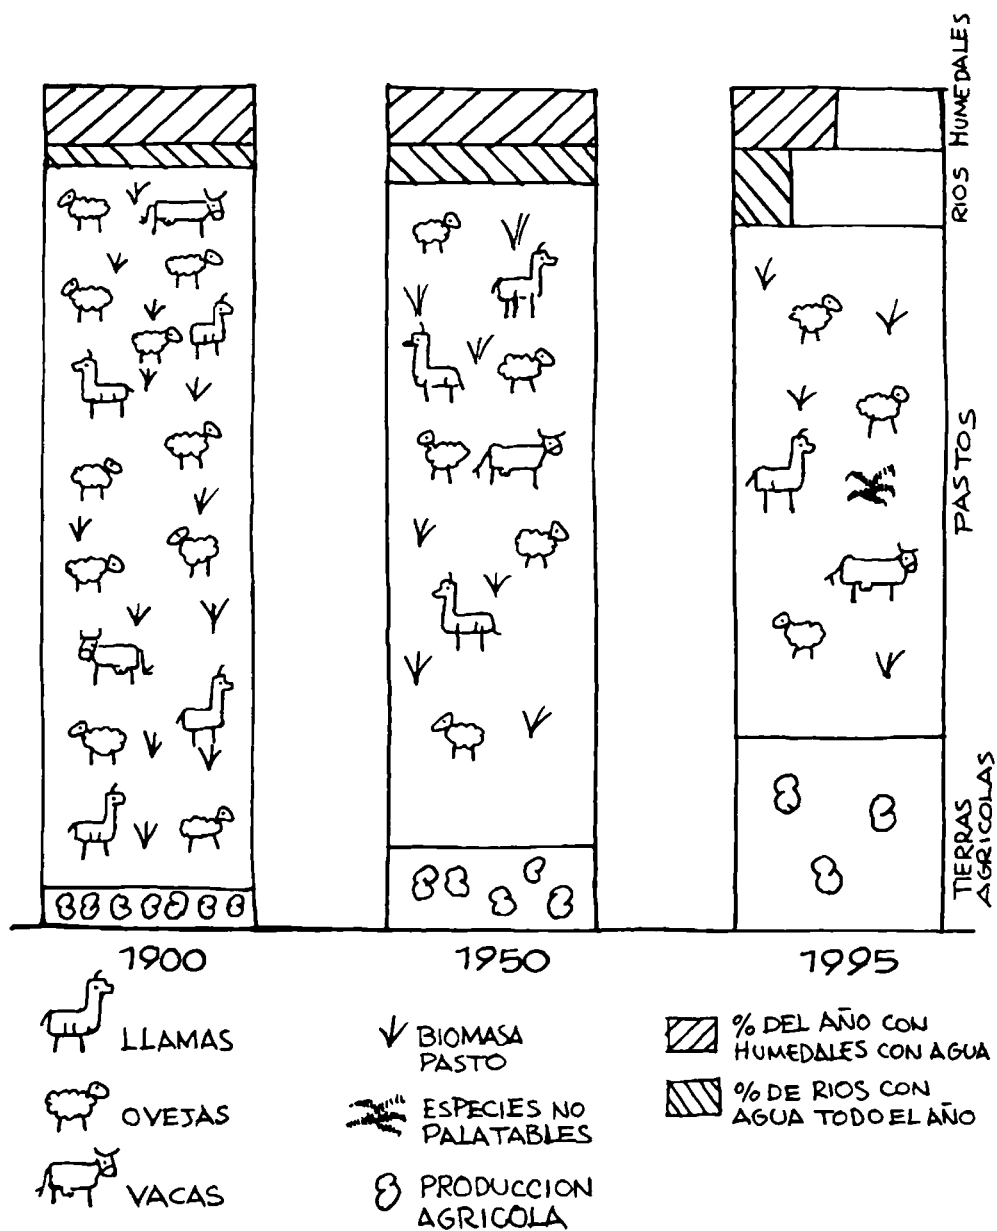 HUMEDALES
RIOS
PASTOS
TIERRAS
AGRICOLAS
1900
1950
1995
LLAMAS
OVEJAS
VACAS
BIOMASA
PASTO
ESPECIES NO
PALATABLES
PRODUCCION
AGRICOLA
% DEL AÑO CON
HUMEDALES CON AGUA
% DE RIOS CON
AGUA TODO EL AÑO